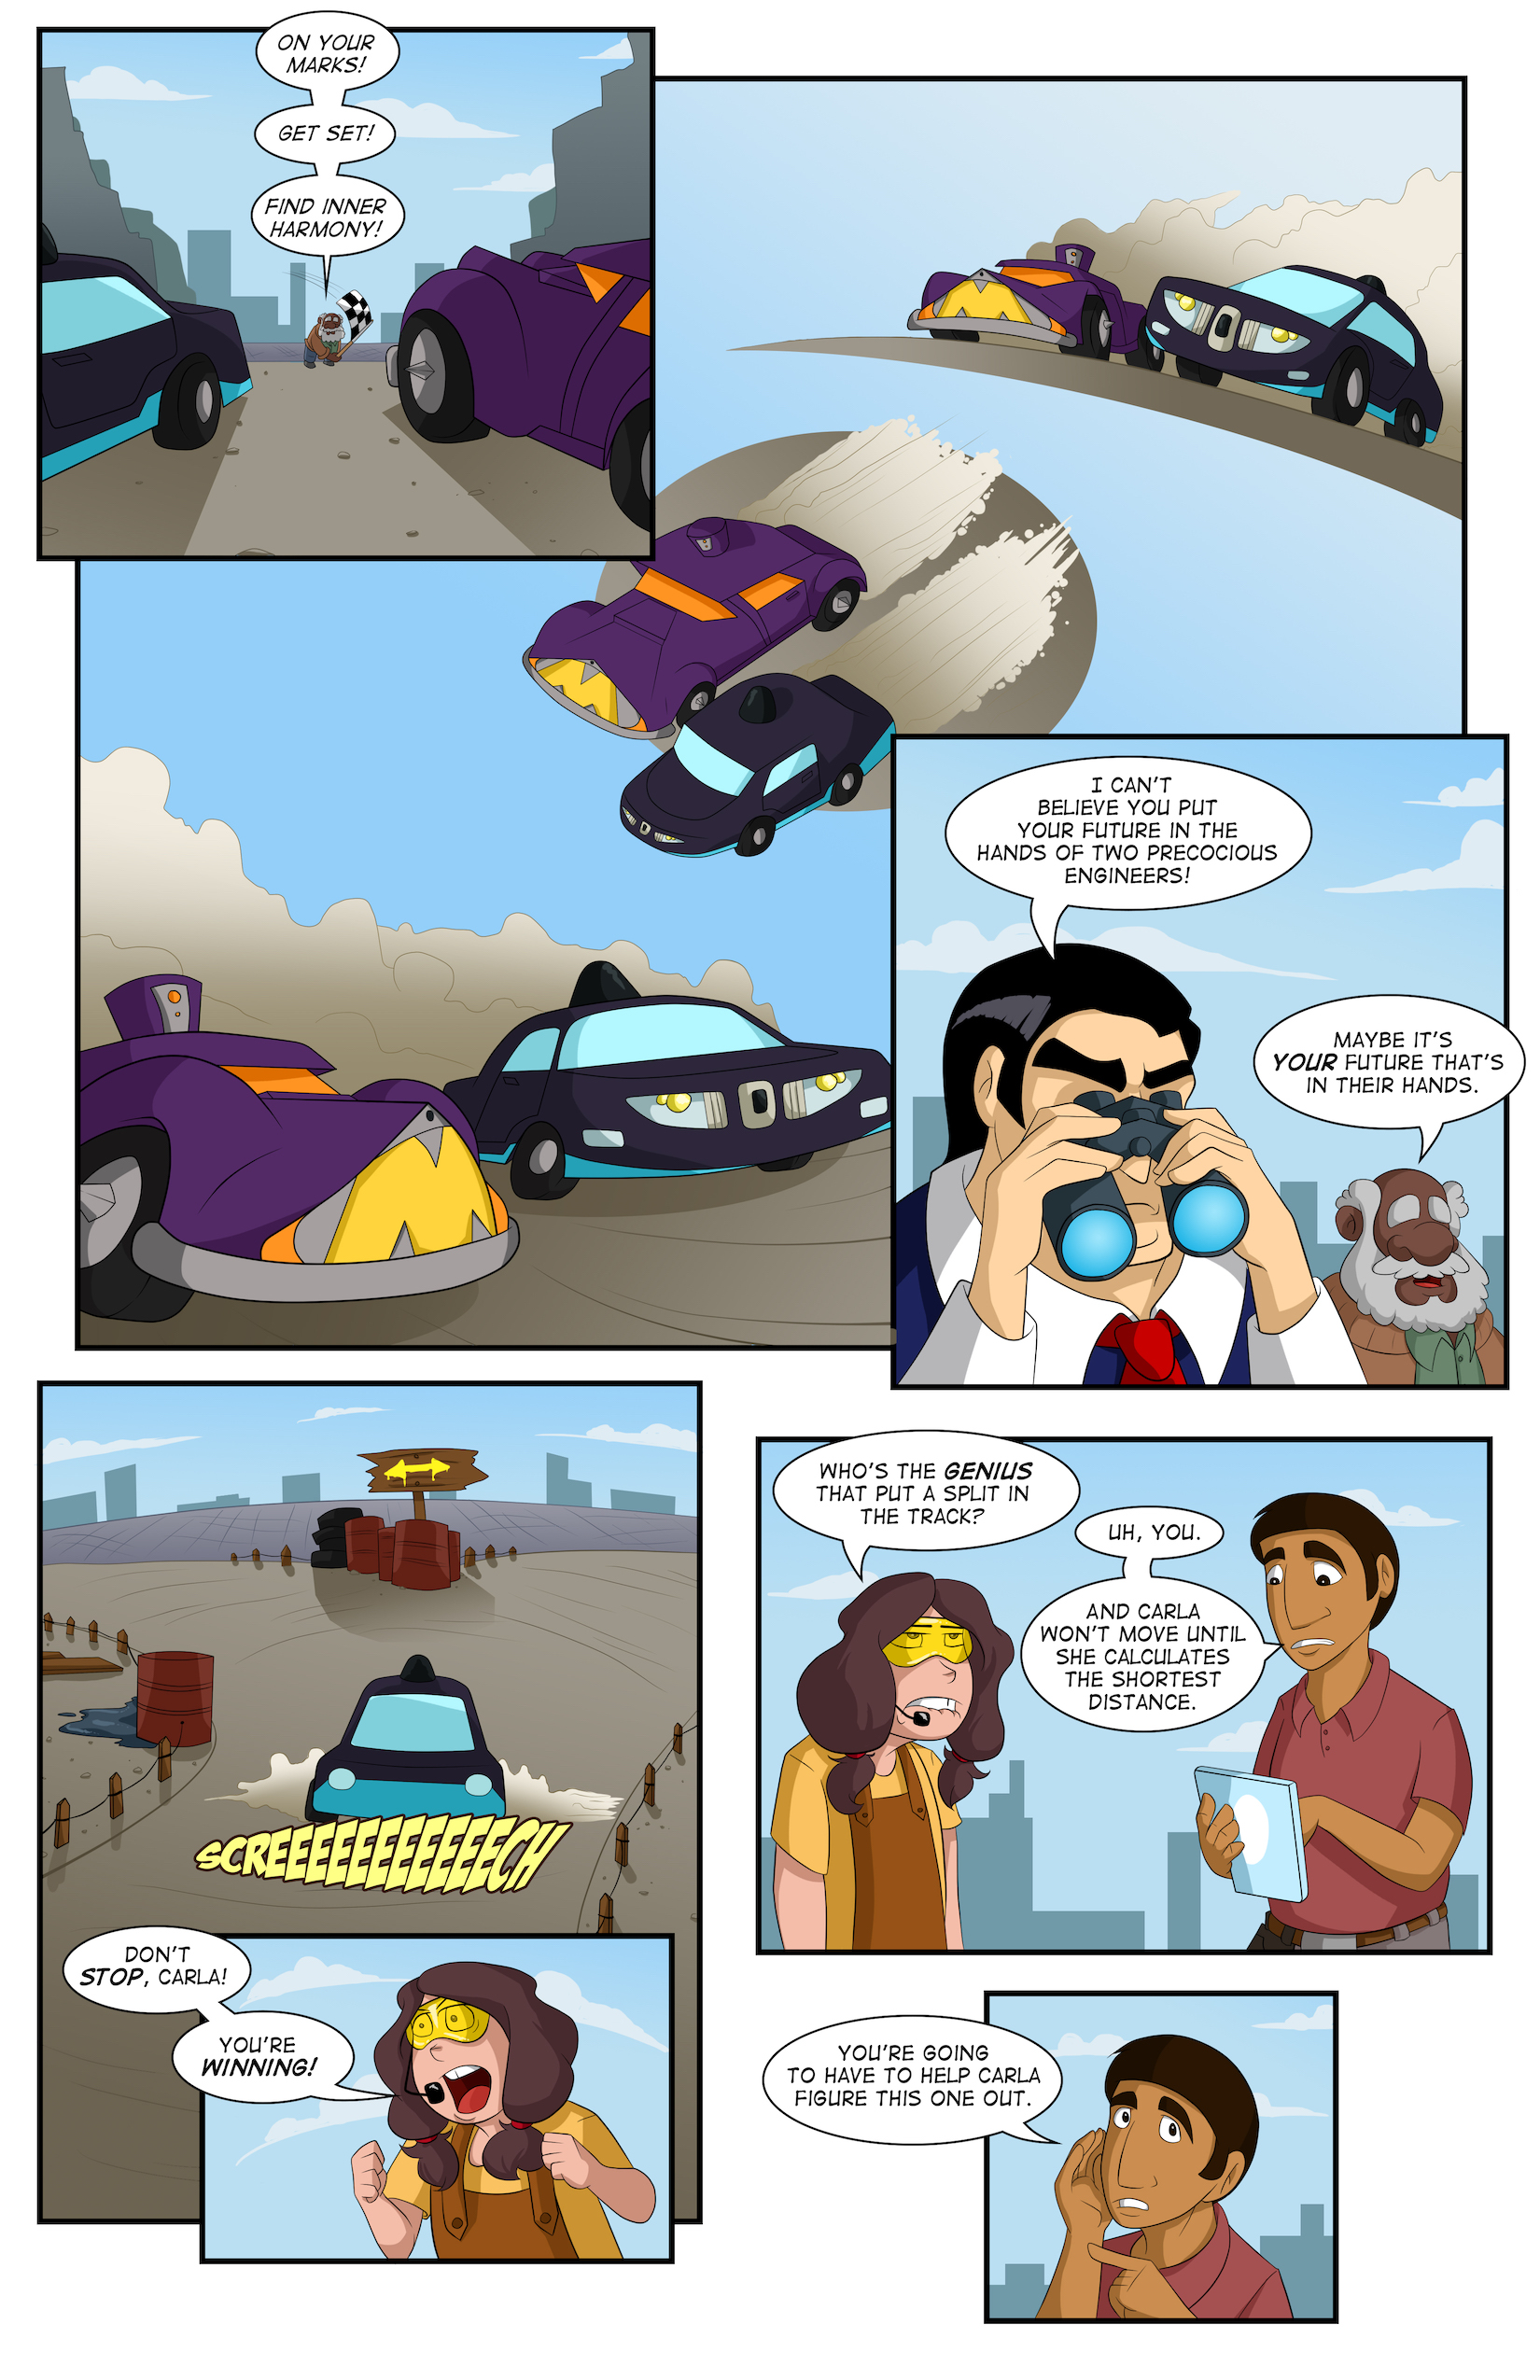 ON YOUR
MARKS!
GET SET!
FIND INNER
HARMONY!
I CAN'T
BELIEVE YOU PUT
YOUR FUTURE IN THE
HANDS OF TWO PRECOCIOUS
ENGINEERS!
MAYBE IT'S
YOUR FUTURE THAT'S
IN THEIR HANDS.
SCREEEEEEEEEEECH
DON'T
STOP, CARLA!
YOU'RE
WINNING!
WHO'S THE GENIUS
THAT PUT A SPLIT IN
THE TRACK?
UH, YOU.
AND CARLA
WON'T MOVE UNTIL
SHE CALCULATES
THE SHORTEST
DISTANCE.
YOU'RE GOING
TO HAVE TO HELP CARLA
FIGURE THIS ONE OUT.